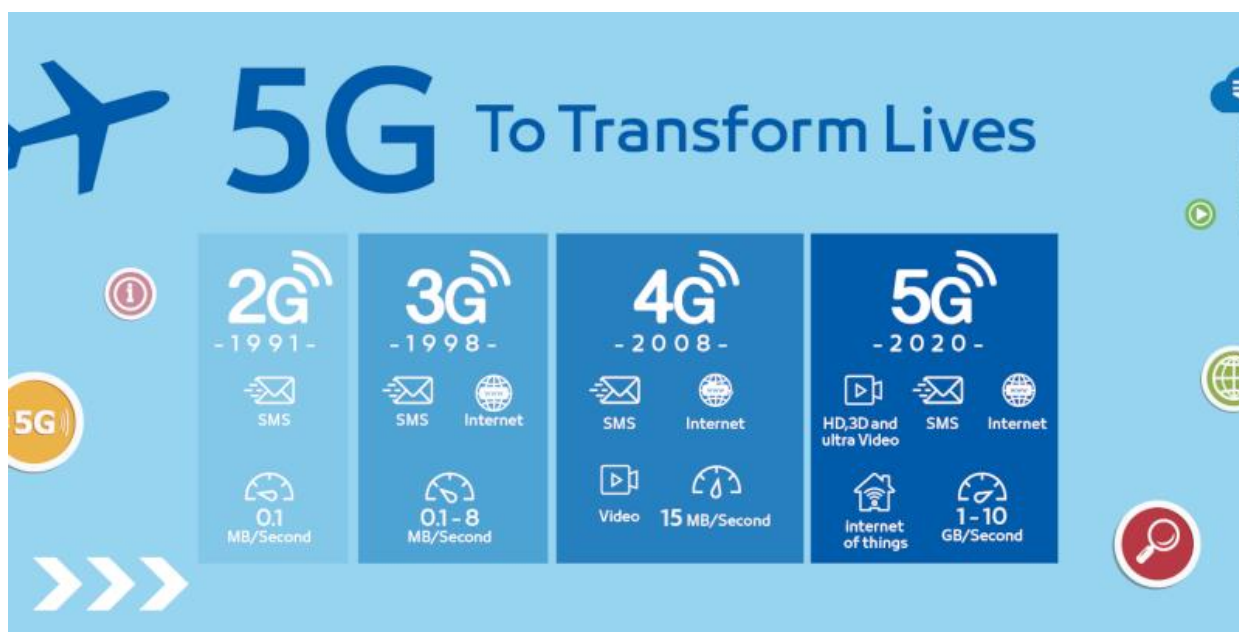 5G To Transform Lives
2G
-1991-
SMS
0.1
MB/Second
3G
-1998-
SMS Internet
0.1-8
MB/Second
4G
-2008-
SMS Internet
Video 15 MB/Second
5G
-2020-
HD,3D and
ultra Video
SMS Internet
internet
of things
1-10
GB/Second
5G
i